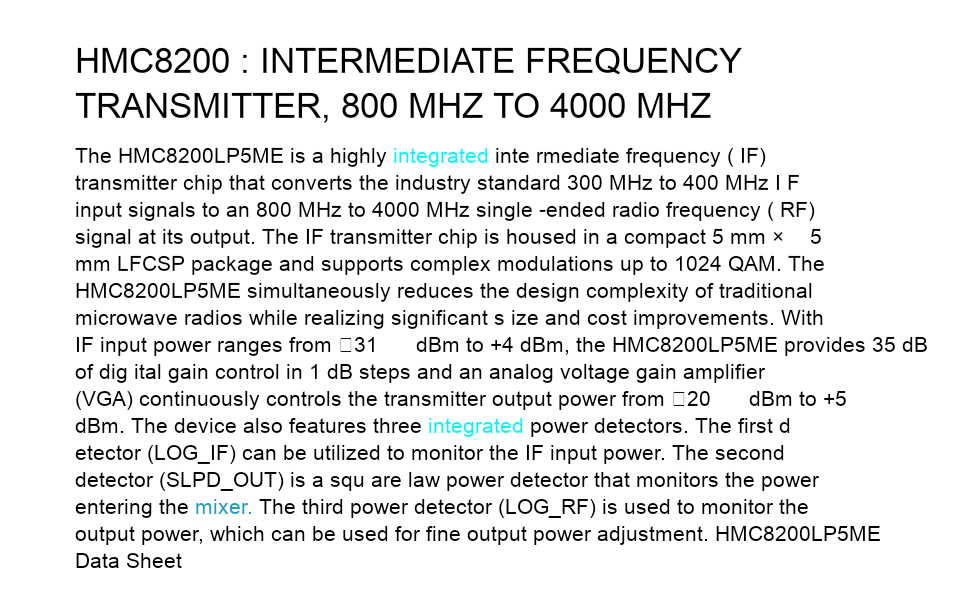 HMC8200 : INTERMEDIATE FREQUENCY
TRANSMITTER, 800 MHZ TO 4000 MHZ
The HMC8200LP5ME is a highly integrated inte rmediate frequency ( IF)
transmitter chip that converts the industry standard 300 MHz to 400 MHz I F
input signals to an 800 MHz to 4000 MHz single -ended radio frequency ( RF)
signal at its output. The IF transmitter chip is housed in a compact 5 mm × 5
mm LFCSP package and supports complex modulations up to 1024 QAM. The
HMC8200LP5ME simultaneously reduces the design complexity of traditional
microwave radios while realizing significant s ize and cost improvements. With
IF input power ranges from □31 dBm to +4 dBm, the HMC8200LP5ME provides 35 dB
of dig ital gain control in 1 dB steps and an analog voltage gain amplifier
(VGA) continuously controls the transmitter output power from □20 dBm to +5
dBm. The device also features three integrated power detectors. The first d
etector (LOG_IF) can be utilized to monitor the IF input power. The second
detector (SLPD_OUT) is a squ are law power detector that monitors the power
entering the mixer. The third power detector (LOG_RF) is used to monitor the
output power, which can be used for fine output power adjustment. HMC8200LP5ME
Data Sheet